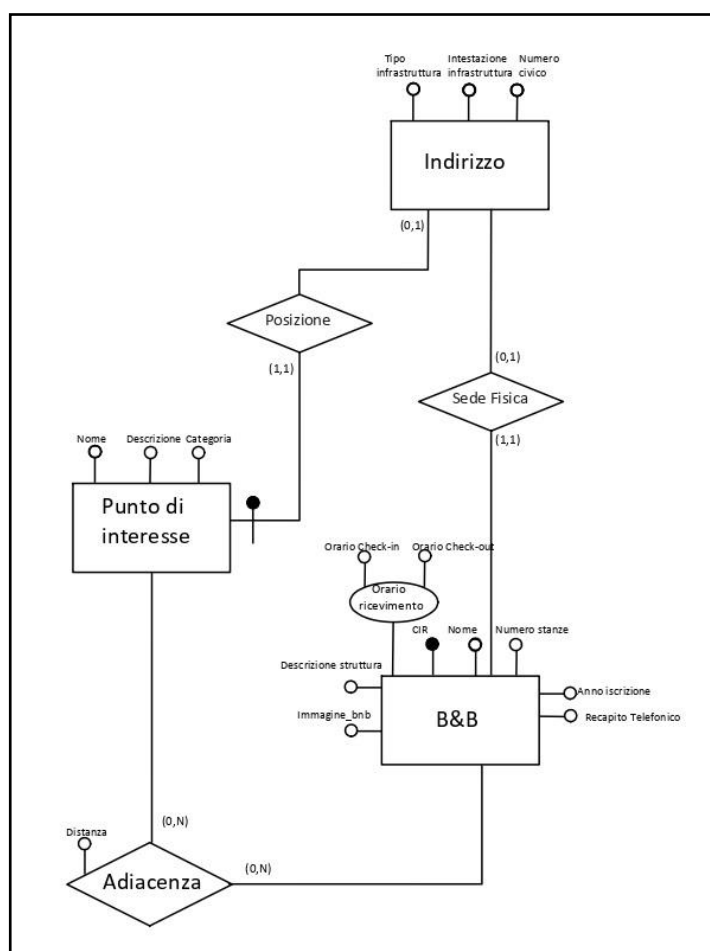 Tipo
infrastruttura
Intestazione
infrastruttura
Numero
civico
Indirizzo
(0,1)
Posizione
(1,1)
(0,1)
Sede Fisica
(1,1)
Nome
Descrizione
Categoria
Punto di
interesse
Orario Check-in
Orario Check-out
Orario
ricevimento
CIR
Nome
Numero stanze
Descrizione struttura
Immagine_bnb
B&B
Anno iscrizione
Recapito Telefonico
(0,N)
Distanza
(0,N)
Adiacenza